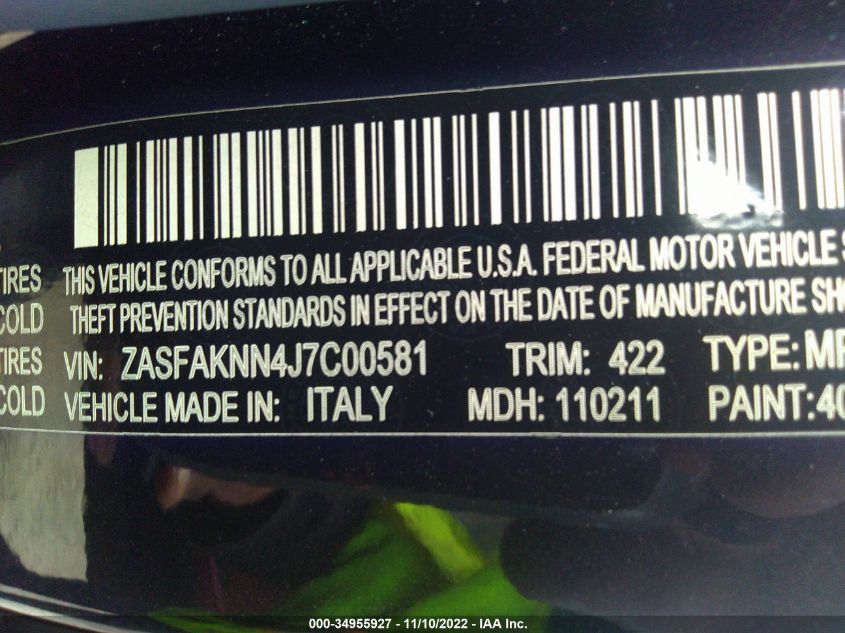 TIRES THIS VEHICLE CONFORMS TO ALL APPLICABLE U.S.A. FEDERAL MOTOR VEHICLE
COLD THEFT PREVENTION STANDARDS IN EFFECT ON THE DATE OF MANUFACTURE SHO
TIRES VIN: ZASFAKNN4J7C00581 TRIM: 422 TYPE: MP
COLD VEHICLE MADE IN: ITALY MDH: 110211 PAINT: 40
000-34955927 - 11/10/2022 - IAA Inc.